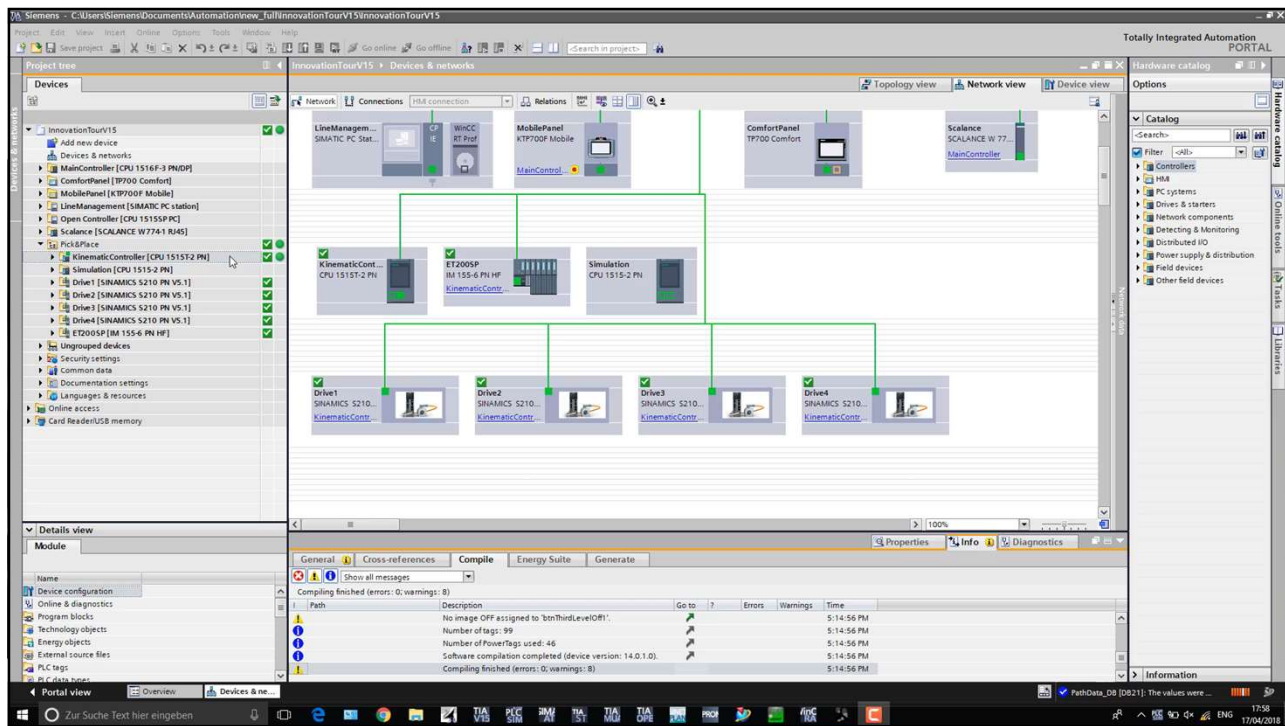 Siemens - C:\Users\Siemens\Documents\Automation\new_full\InnovationTourV15\InnovationTourV15
Project Edit View Insert Online Options Tools Window Help
Save project Go online Go offline <Search in project>
Totally Integrated Automation
PORTAL
Project tree
InnovationTourV15 ▸ Devices & networks
Hardware catalog
Devices
Topology view Network view Device view
Options
Network Connections HMI connection Relations
InnovationTourV15
Add new device
Devices & networks
MainController [CPU 1516F-3 PN/DP]
ComfortPanel [TP700 Comfort]
MobilePanel [KTP700F Mobile]
LineManagement [SIMATIC PC station]
Open Controller [CPU 1515SP PC]
Scalance [SCALANCE W774-1 RJ45]
Pick&Place
KinematicController [CPU 1515T-2 PN]
Simulation [CPU 1515-2 PN]
Drive1 [SINAMICS S210 PN V5.1]
Drive2 [SINAMICS S210 PN V5.1]
Drive3 [SINAMICS S210 PN V5.1]
Drive4 [SINAMICS S210 PN V5.1]
ET200SP [IM 155-6 PN HF]
Ungrouped devices
Security settings
Common data
Documentation settings
Languages & resources
Online access
Card Reader/USB memory
LineManagem...
SIMATIC PC Stat...
CP
IE
WinCC
RT Prof
MobilePanel
KTP700F Mobile
MainControl...
ComfortPanel
TP700 Comfort
Scalance
SCALANCE W 77...
MainController
KinematicCont...
CPU 1515T-2 PN
ET200SP
IM 155-6 PN HF
KinematicContr...
Simulation
CPU 1515-2 PN
Drive1
SINAMICS S210...
KinematicContr...
Drive2
SINAMICS S210...
KinematicContr...
Drive3
SINAMICS S210...
KinematicContr...
Drive4
SINAMICS S210...
KinematicContr...
100%
Catalog
<Search>
Filter <All>
Controllers
HMI
PC systems
Drives & starters
Network components
Detecting & Monitoring
Distributed I/O
Power supply & distribution
Field devices
Other field devices
Information
Hardware catalog
Online tools
Tasks
Libraries
Devices & networks
Network data
Details view
Module
Name
Device configuration
Online & diagnostics
Program blocks
Technology objects
Energy objects
External source files
PLC tags
PLC data types
Properties Info Diagnostics
General Cross-references Compile Energy Suite Generate
Show all messages
Compiling finished (errors: 0; warnings: 8)
! Path Description Go to ? Errors Warnings Time
No image OFF assigned to 'btnThirdLevelOff1'. 5:14:56 PM
Number of tags: 99 5:14:56 PM
Number of PowerTags used: 46 5:14:56 PM
Software compilation completed (device version: 14.0.1.0). 5:14:56 PM
Compiling finished (errors: 0; warnings: 8) 5:14:56 PM
Portal view Overview Devices & ne...
PathData_DB [DB21]: The values were ...
Zur Suche Text hier eingeben
ENG
17:58
17/04/2018